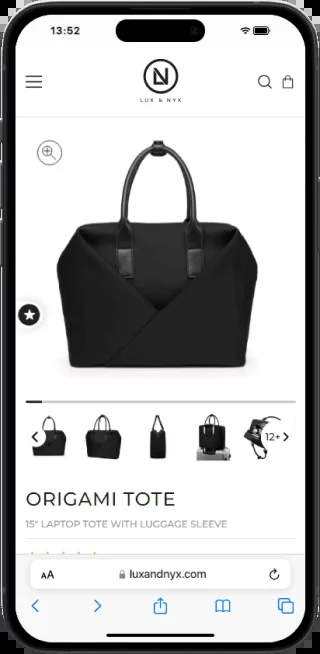 13:52
LUX & NYX
12+
ORIGAMI TOTE
15" LAPTOP TOTE WITH LUGGAGE SLEEVE
AA
luxandnyx.com